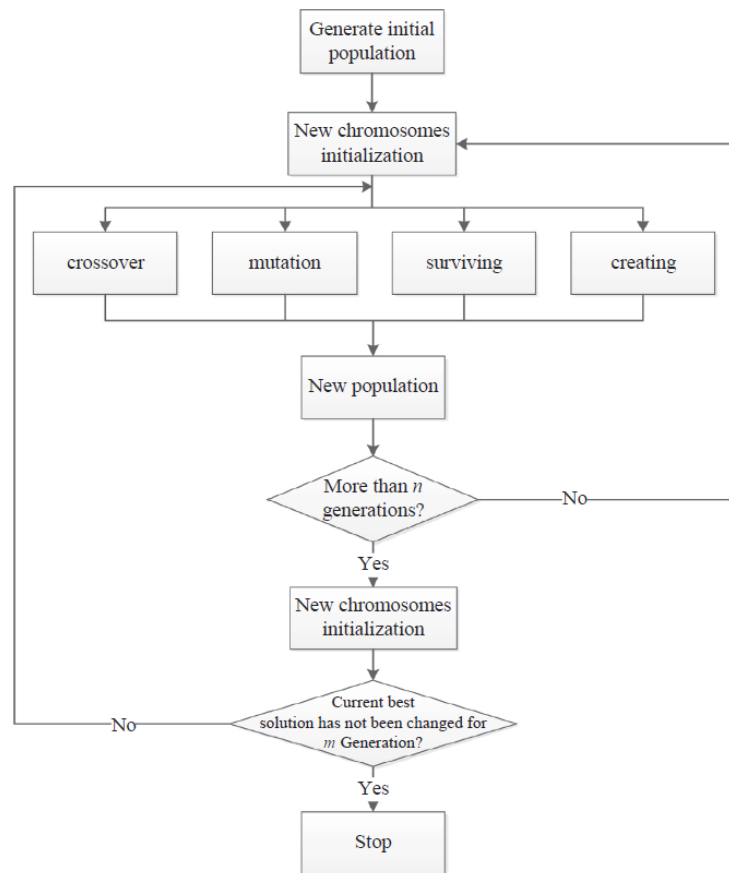 Generate initial
population
New chromosomes
initialization
crossover
mutation
surviving
creating
New population
More than n
generations?
No
Yes
New chromosomes
initialization
Current best
solution has not been changed for
m Generation?
No
Yes
Stop